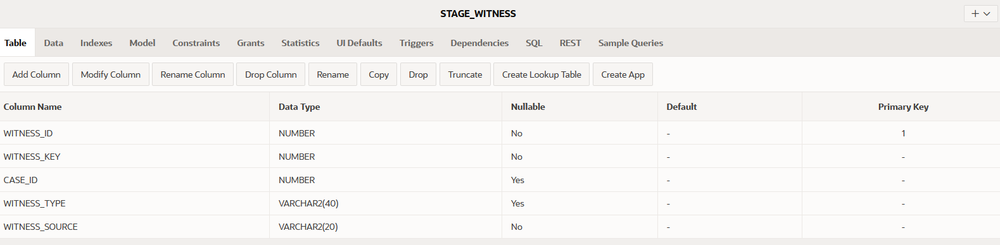 STAGE_WITNESS
Table Data Indexes Model Constraints Grants Statistics UI Defaults Triggers Dependencies SQL REST Sample Queries
Add Column Modify Column Rename Column Drop Column Rename Copy Drop Truncate Create Lookup Table Create App
Column Name Data Type Nullable Default Primary Key
WITNESS_ID NUMBER No - 1
WITNESS_KEY NUMBER No - -
CASE_ID NUMBER Yes - -
WITNESS_TYPE VARCHAR2(40) Yes - -
WITNESS_SOURCE VARCHAR2(20) No - -